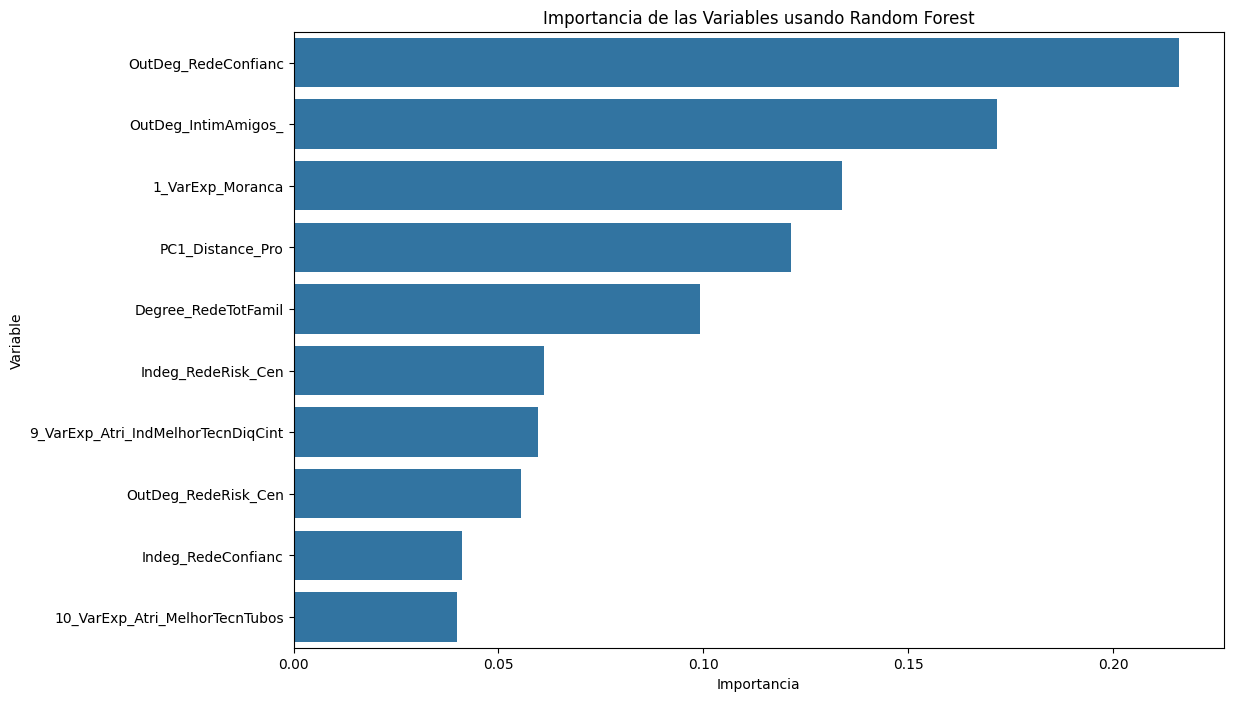 Importancia de las Variables usando Random Forest
Variable
OutDeg_RedeConfianc
OutDeg_IntimAmigos_
1_VarExp_Moranca
PC1_Distance_Pro
Degree_RedeTotFamil
Indeg_RedeRisk_Cen
9_VarExp_Atri_IndMelhorTecnDiqCint
OutDeg_RedeRisk_Cen
Indeg_RedeConfianc
10_VarExp_Atri_MelhorTecnTubos
0.00 0.05 0.10 0.15 0.20
Importancia